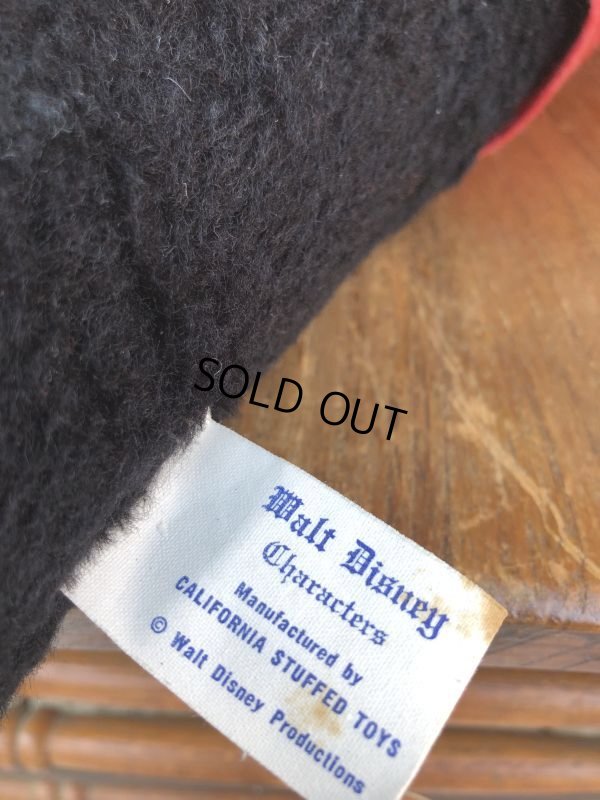 SOLD OUT
Walt Disney
Characters
Manufactured by
CALIFORNIA STUFFED TOYS
© Walt Disney Productions